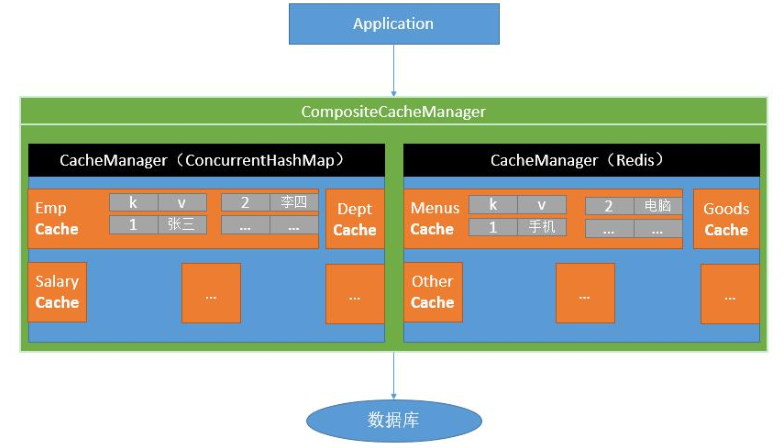 Application
CompositeCacheManager
CacheManager（ConcurrentHashMap）
Emp
Cache
k v
1 张三
2 李四
... ...
Dept
Cache
Salary
Cache
...
...
CacheManager（Redis）
Menus
Cache
k v
1 手机
2 电脑
... ...
Goods
Cache
Other
Cache
...
...
数据库